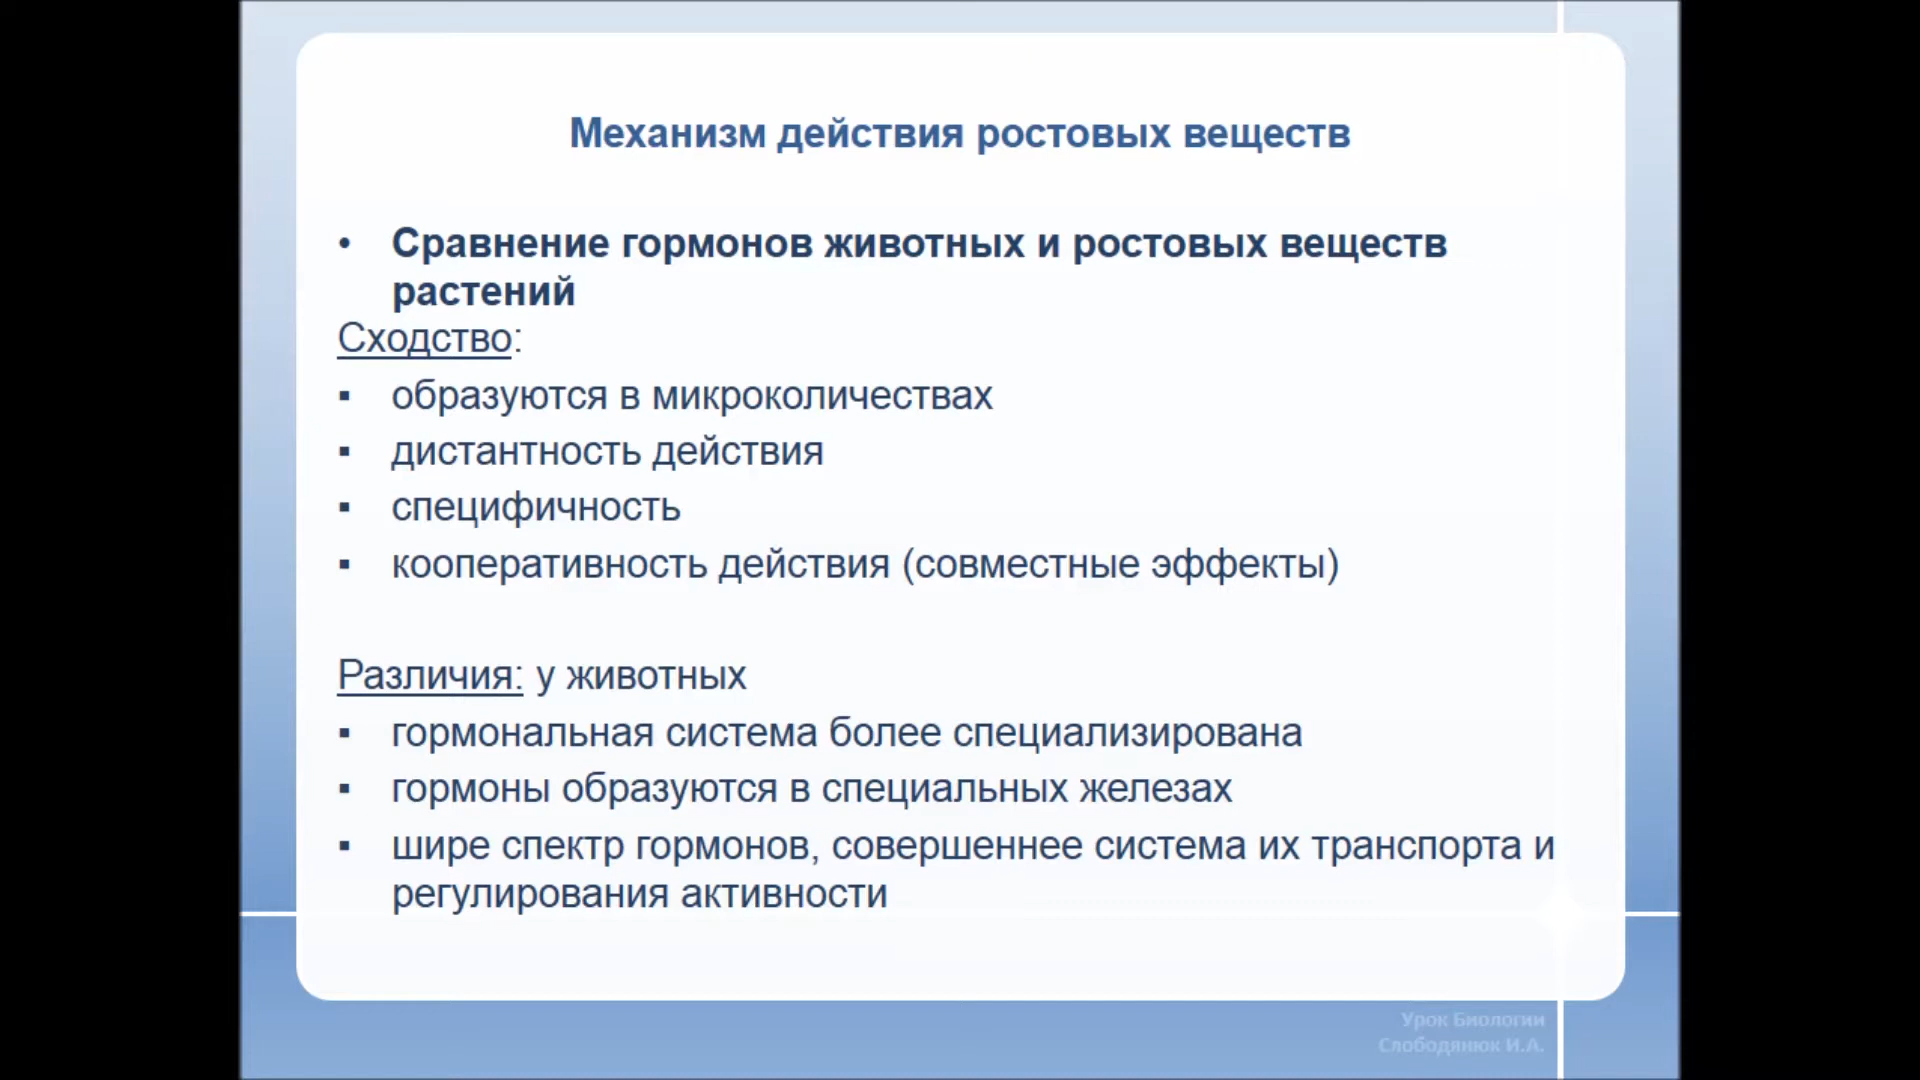 Механизм действия ростовых веществ
• Сравнение гормонов животных и ростовых веществ
растений
Сходство:
▪ образуются в микроколичествах
▪ дистантность действия
▪ специфичность
▪ кооперативность действия (совместные эффекты)
Различия: у животных
▪ гормональная система более специализирована
▪ гормоны образуются в специальных железах
▪ шире спектр гормонов, совершеннее система их транспорта и
регулирования активности
Урок Биологии
Слободянюк И.А.